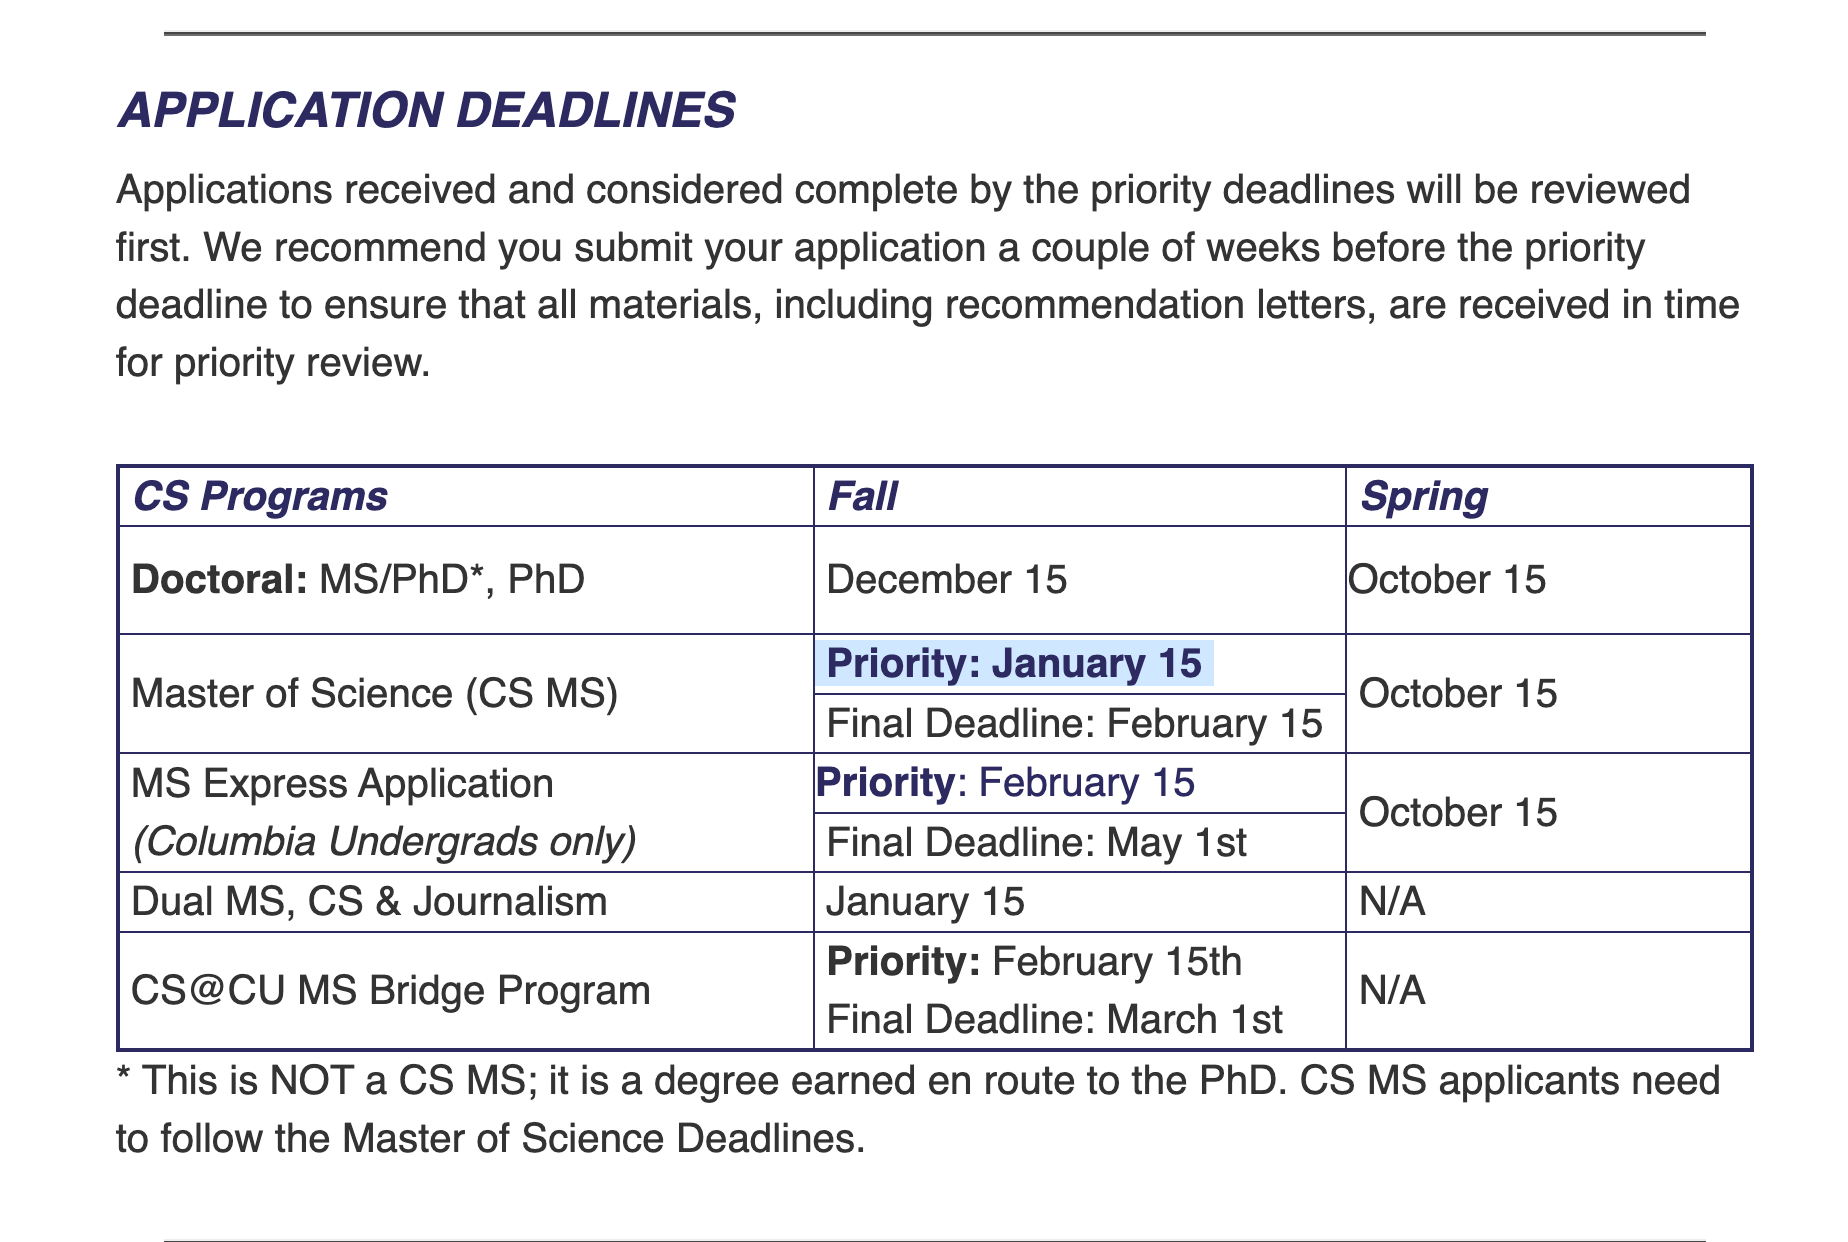 APPLICATION DEADLINES
Applications received and considered complete by the priority deadlines will be reviewed
first. We recommend you submit your application a couple of weeks before the priority
deadline to ensure that all materials, including recommendation letters, are received in time
for priority review.
CS Programs Fall Spring
Doctoral: MS/PhD*, PhD December 15 October 15
Master of Science (CS MS) Priority: January 15 October 15
Final Deadline: February 15
MS Express Application Priority: February 15 October 15
(Columbia Undergrads only) Final Deadline: May 1st
Dual MS, CS & Journalism January 15 N/A
CS@CU MS Bridge Program Priority: February 15th N/A
Final Deadline: March 1st
* This is NOT a CS MS; it is a degree earned en route to the PhD. CS MS applicants need
to follow the Master of Science Deadlines.